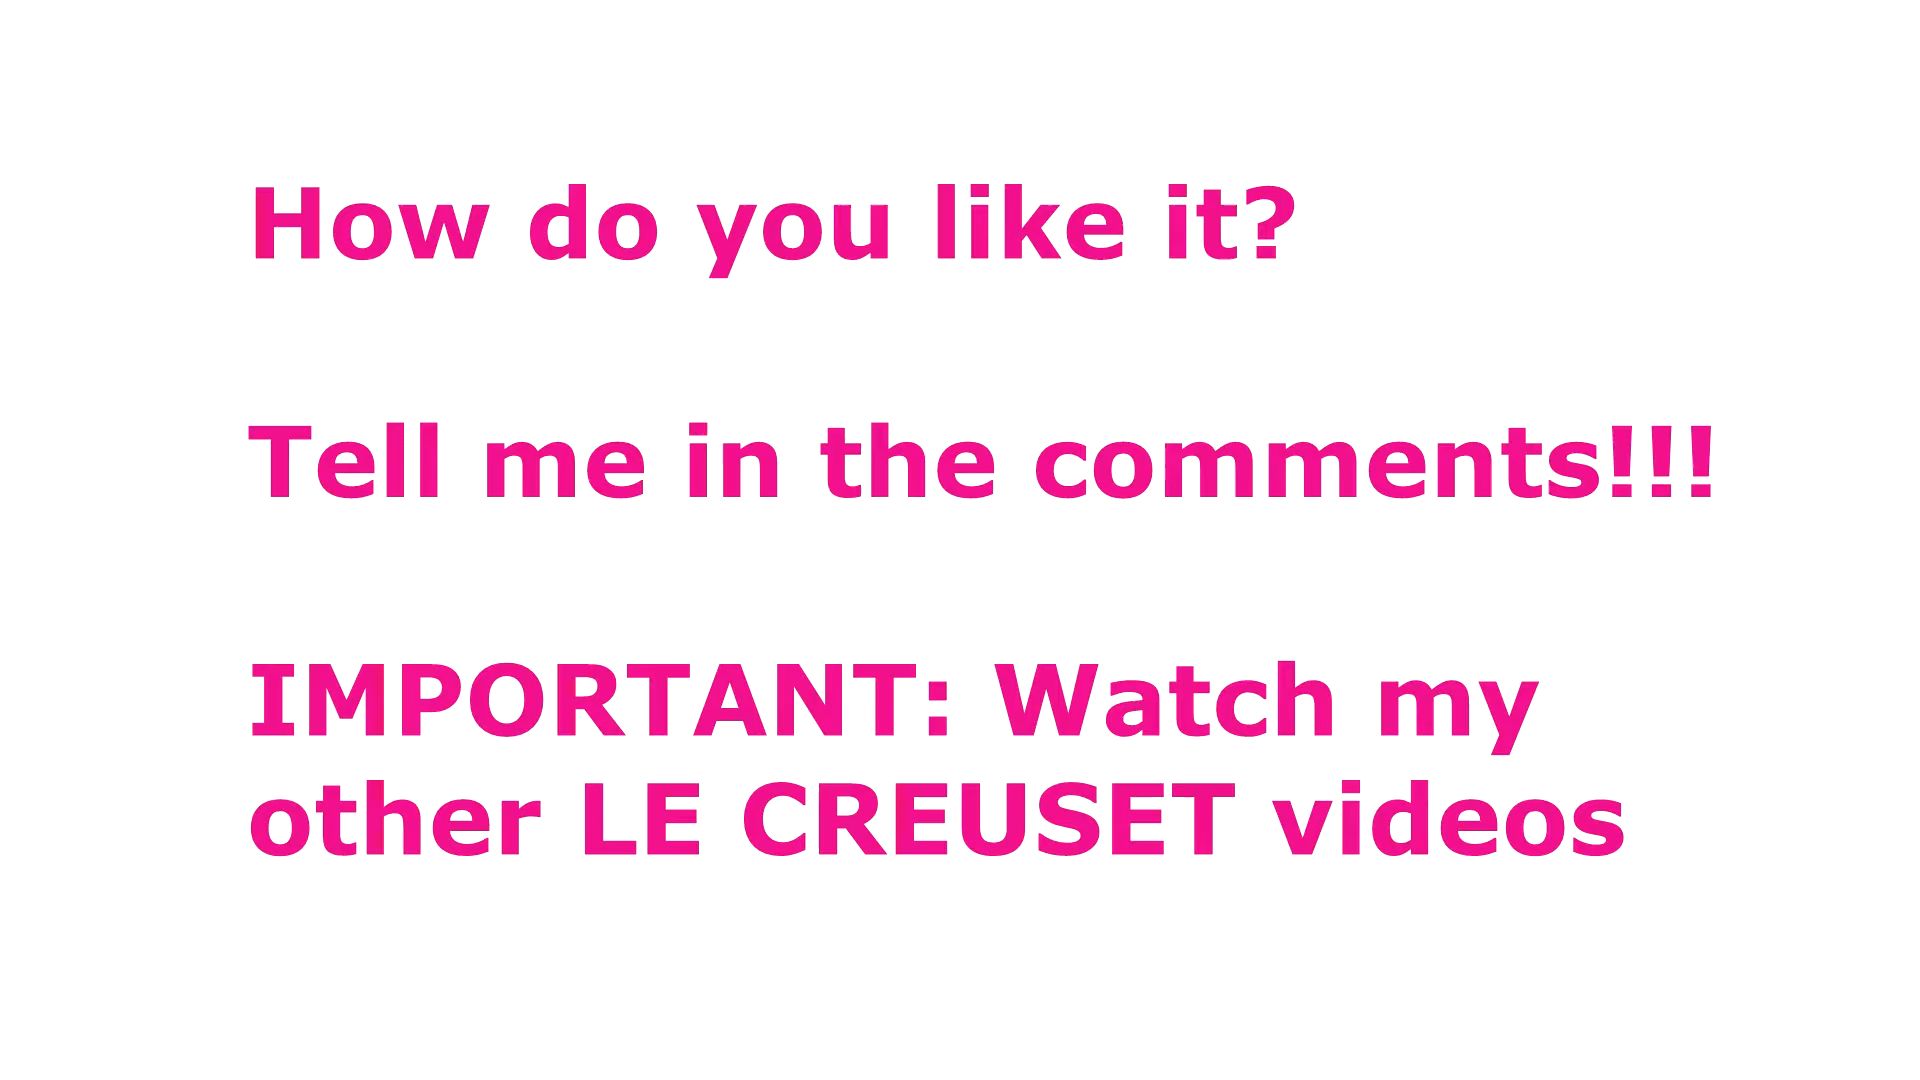 How do you like it?
Tell me in the comments!!!
IMPORTANT: Watch my
other LE CREUSET videos